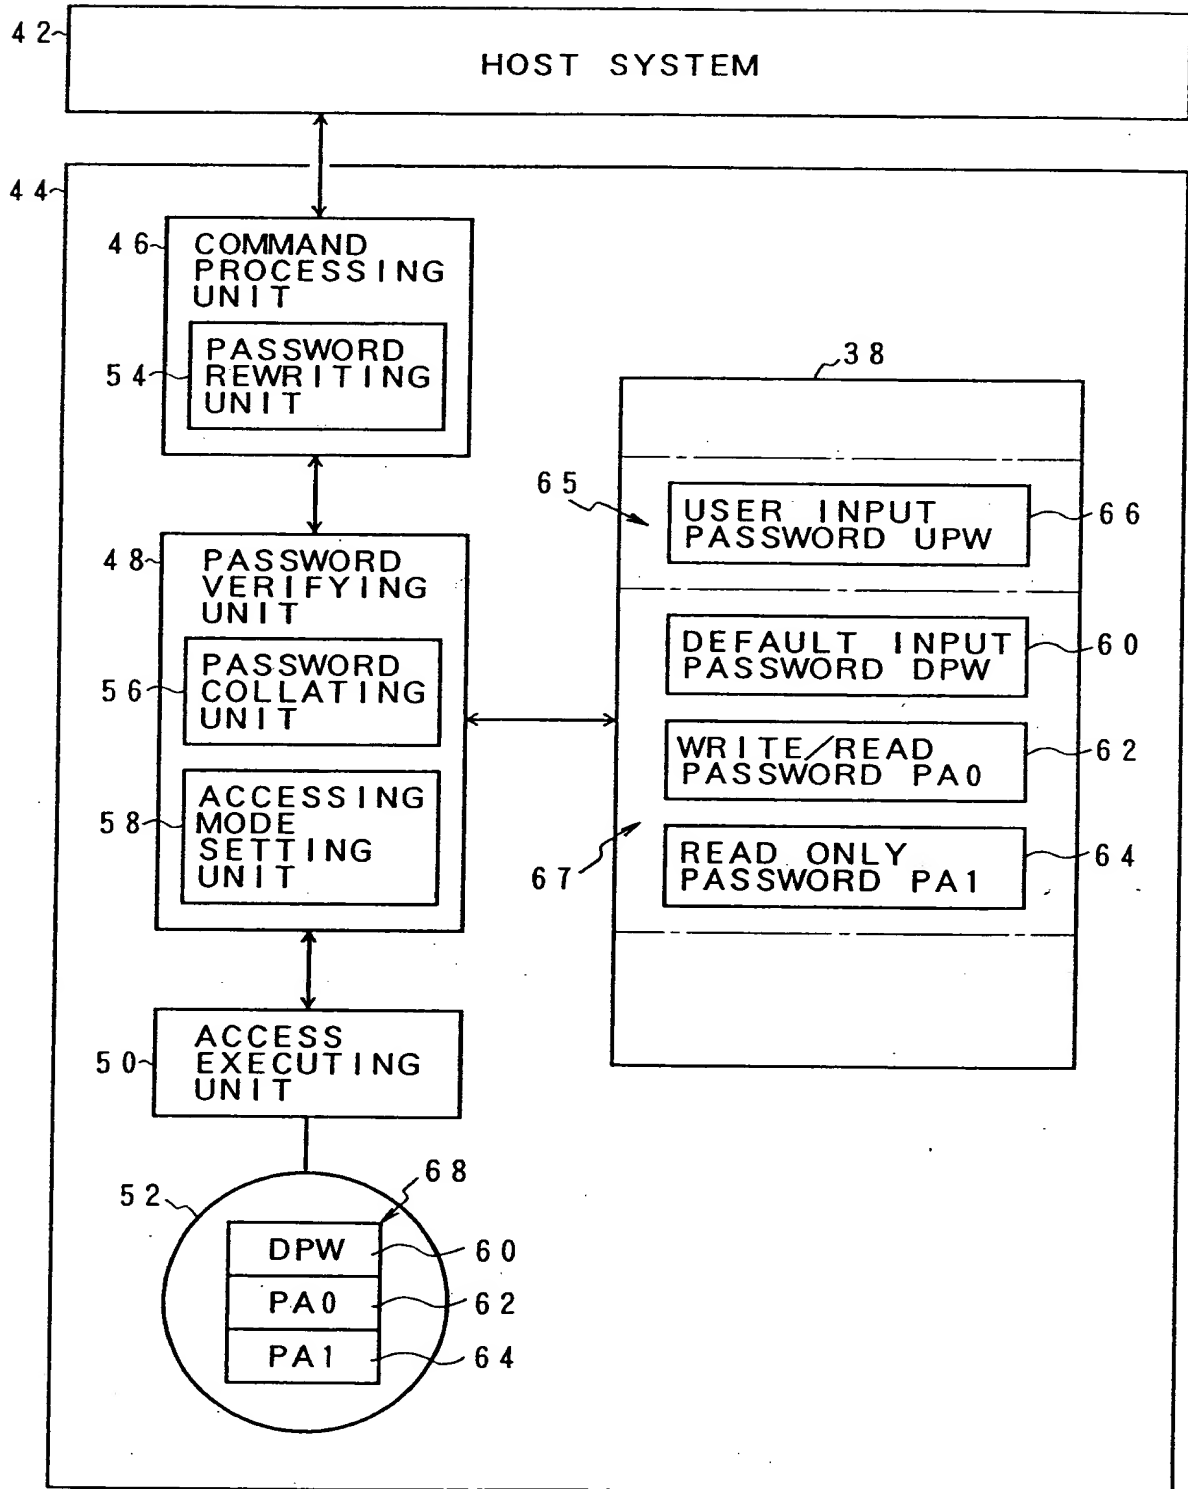 42
HOST SYSTEM
44
46
COMMAND
PROCESSING
UNIT
54
PASSWORD
REWRITING
UNIT
38
65
USER INPUT
PASSWORD UPW
66
48
PASSWORD
VERIFYING
UNIT
56
PASSWORD
COLLATING
UNIT
DEFAULT INPUT
PASSWORD DPW
60
WRITE/READ
PASSWORD PA0
62
58
ACCESSING
MODE
SETTING
UNIT
67
READ ONLY
PASSWORD PA1
64
50
ACCESS
EXECUTING
UNIT
52
68
DPW
60
PA0
62
PA1
64